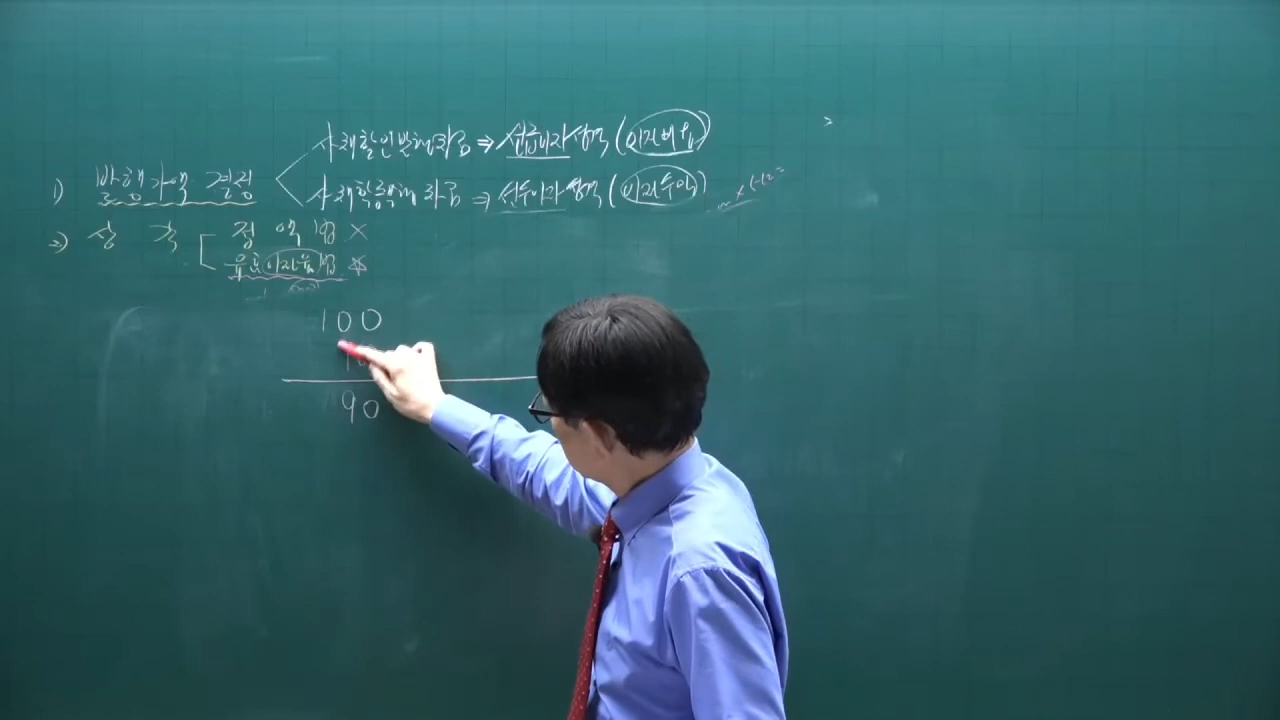 사채할인발행차금 ⇒ 선급이자 성격 (이자비용)
1) 발행가액 결정
사채할증발행차금 ⇒ 선수이자 성격 (이자수익)
2) 상각 정액법 ×
유효이자율법 ☆
100
10
90